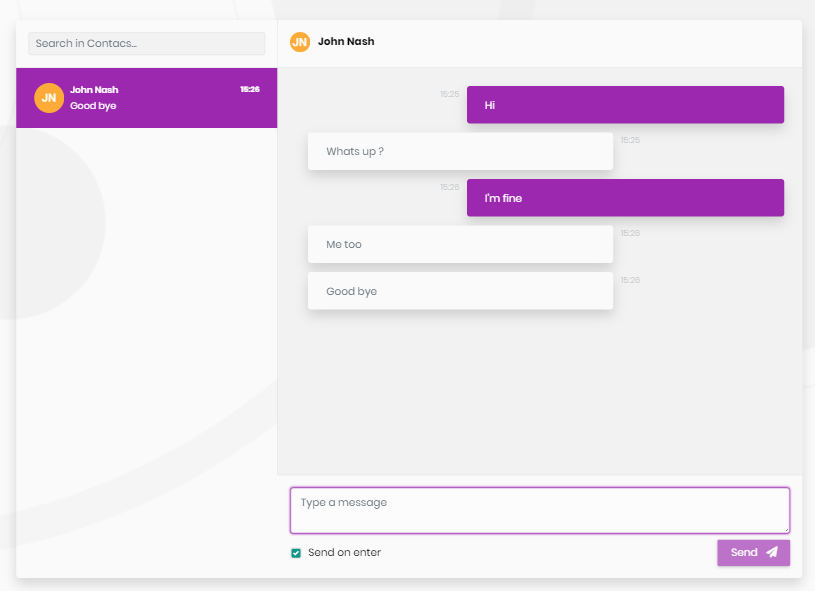 Search in Contacs...
JN John Nash 15:26
Good bye
JN John Nash
15:25 Hi
Whats up ? 15:25
15:26 I'm fine
Me too 15:26
Good bye 15:26
Type a message
Send on enter
Send